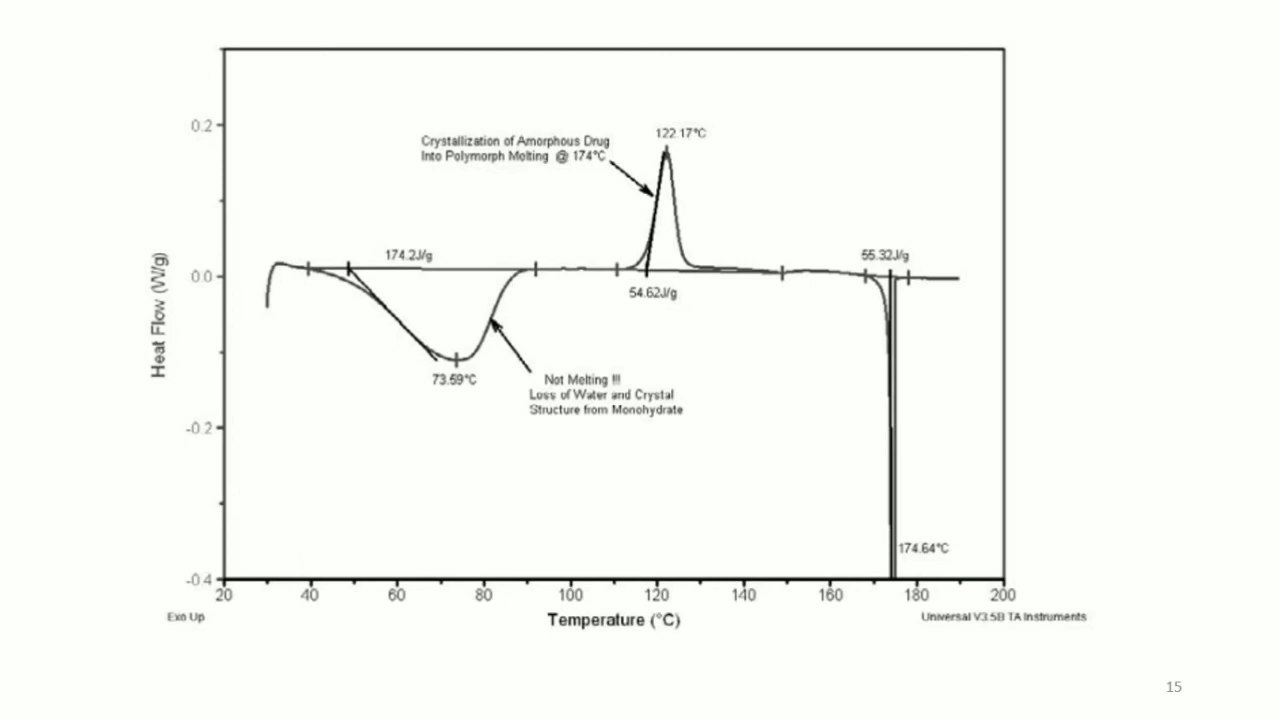 Crystallization of Amorphous Drug
Into Polymorph Melting @ 174°C
122.17°C
174.2J/g
55.32J/g
54.62J/g
73.59°C
Not Melting !!!
Loss of Water and Crystal
Structure from Monohydrate
174.64°C
Heat Flow (W/g)
0.2
0.0
-0.2
-0.4
20 40 60 80 100 120 140 160 180 200
Exo Up
Temperature (°C)
Universal V3.5B TA Instruments
15